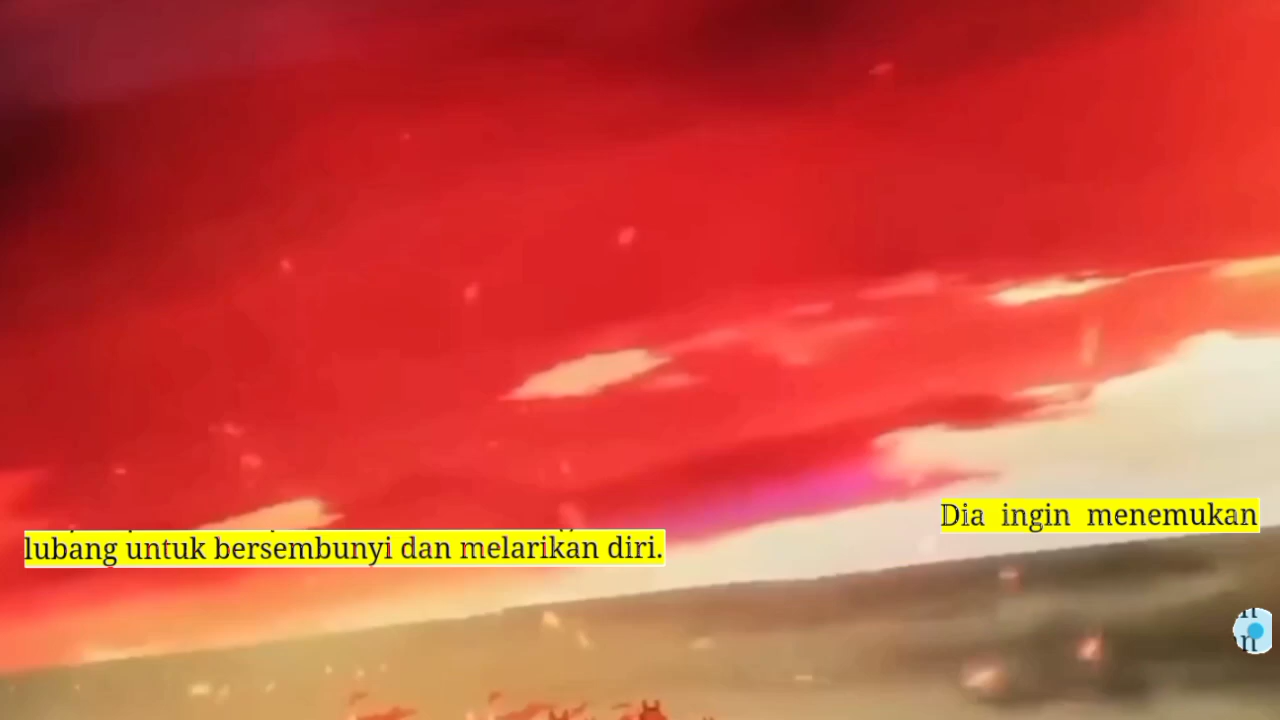 Dia ingin menemukan
lubang untuk bersembunyi dan melarikan diri.